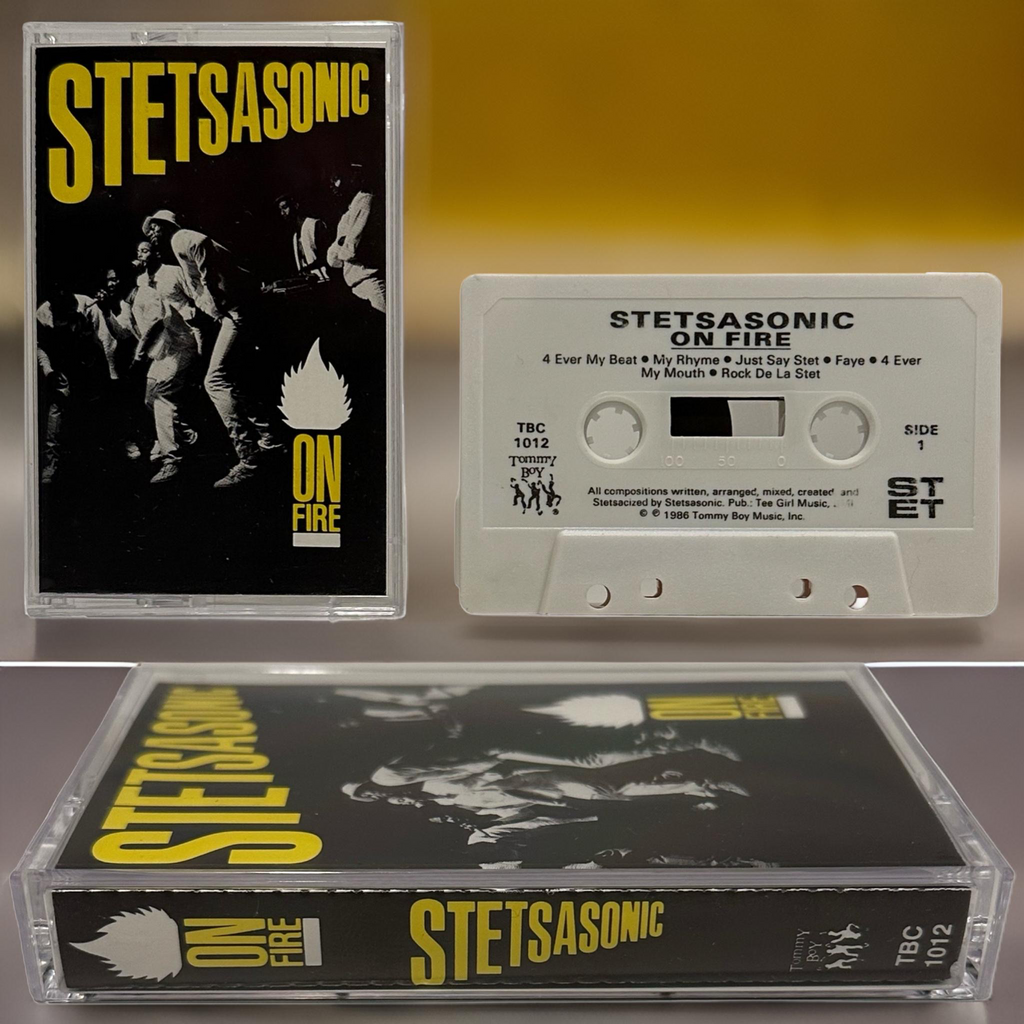 STETSASONIC
ON
FIRE
STETSASONIC
ON FIRE
4 Ever My Beat ● My Rhyme ● Just Say Stet ● Faye ● 4 Ever
My Mouth ● Rock De La Stet
TBC
1012
Tommy
Boy
SIDE
1
ST
ET
All compositions written, arranged, mixed, created and
Stetsacized by Stetsasonic. Pub.: Tee Girl Music,
© ℗ 1986 Tommy Boy Music, Inc.
100 50 0
STETSASONIC
ON
FIRE
ON
FIRE
STETSASONIC
Tommy
Boy
TBC
1012